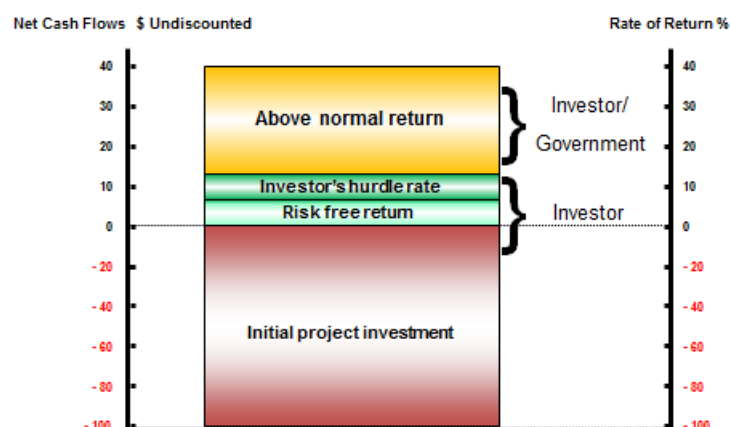 Net Cash Flows $ Undiscounted Rate of Return %
40 40
30 Investor/ 30
Above normal return
20 Government 20
10 Investor's hurdle rate 10
Risk free return Investor
0 0
- 20 - 20
- 40 - 40
Initial project investment
- 60 - 60
- 80 - 80
- 100 - 100